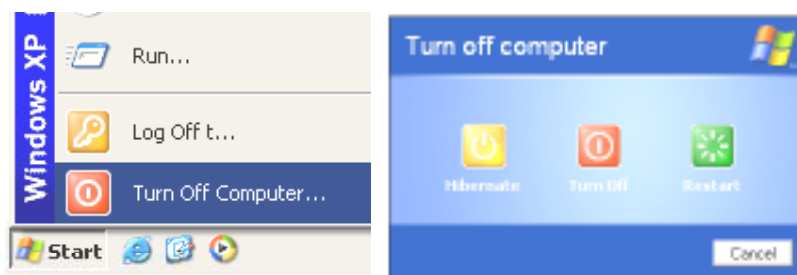 Windows XP
Run...
Log Off t...
Turn Off Computer...
Start
Turn off computer
Hibernate
Turn Off
Restart
Cancel